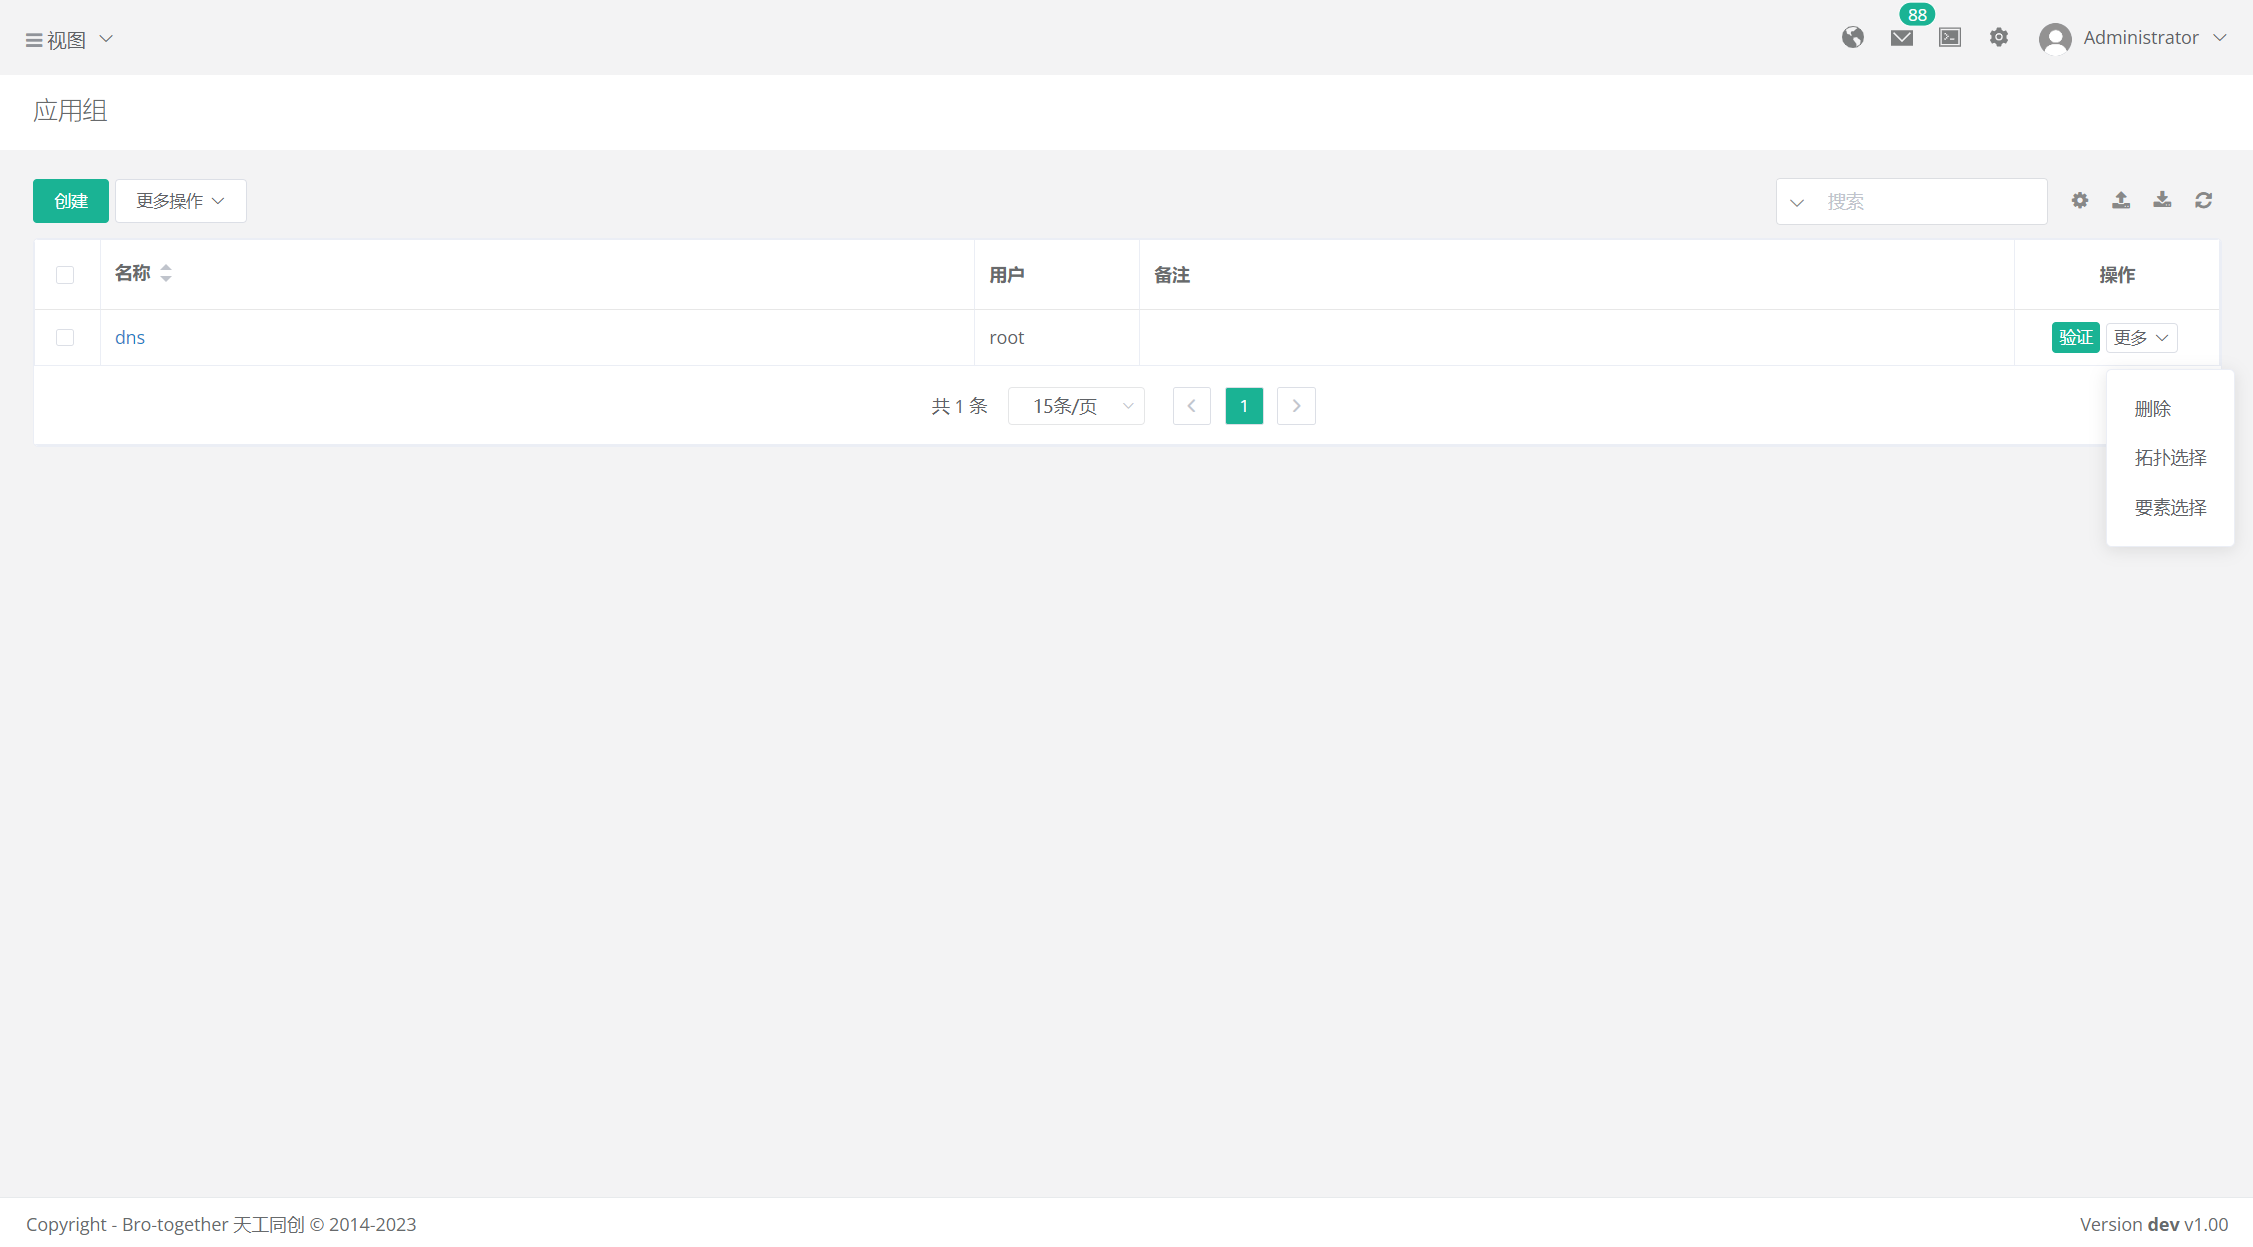 视图
88
Administrator
应用组
创建 更多操作 搜索
名称 用户 备注 操作
dns root 验证 更多
共 1 条 15条/页 1
删除
拓扑选择
要素选择
Copyright - Bro-together 天工同创 © 2014-2023 Version dev v1.00